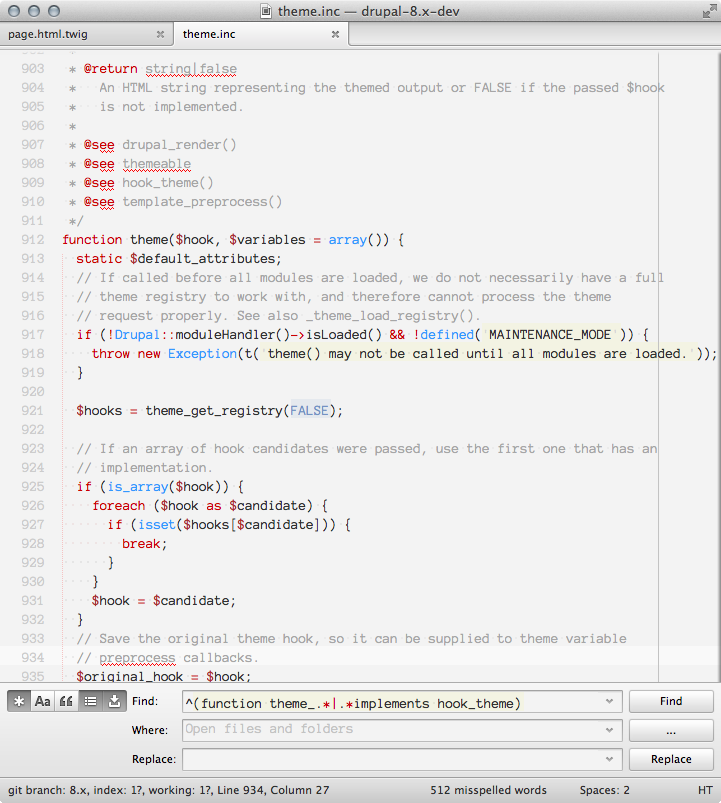 theme.inc — drupal-8.x-dev
page.html.twig × theme.inc ×
903 * @return string|false
904 * An HTML string representing the themed output or FALSE if the passed $hook
905 * is not implemented.
906 *
907 * @see drupal_render()
908 * @see themeable
909 * @see hook_theme()
910 * @see template_preprocess()
911 */
912 function theme($hook, $variables = array()) {
913 static $default_attributes;
914 // If called before all modules are loaded, we do not necessarily have a full
915 // theme registry to work with, and therefore cannot process the theme
916 // request properly. See also _theme_load_registry().
917 if (!Drupal::moduleHandler()->isLoaded() && !defined('MAINTENANCE_MODE')) {
918 throw new Exception(t('theme() may not be called until all modules are loaded.'));
919 }
920
921 $hooks = theme_get_registry(FALSE);
922
923 // If an array of hook candidates were passed, use the first one that has an
924 // implementation.
925 if (is_array($hook)) {
926 foreach ($hook as $candidate) {
927 if (isset($hooks[$candidate])) {
928 break;
929 }
930 }
931 $hook = $candidate;
932 }
933 // Save the original theme hook, so it can be supplied to theme variable
934 // preprocess callbacks.
935 $original_hook = $hook;
.* Aa “ Find: ^(function theme_.*|.*implements hook_theme) Find
Where: Open files and folders ...
Replace: Replace
git branch: 8.x, index: 1?, working: 1?, Line 934, Column 27 512 misspelled words Spaces: 2 HT